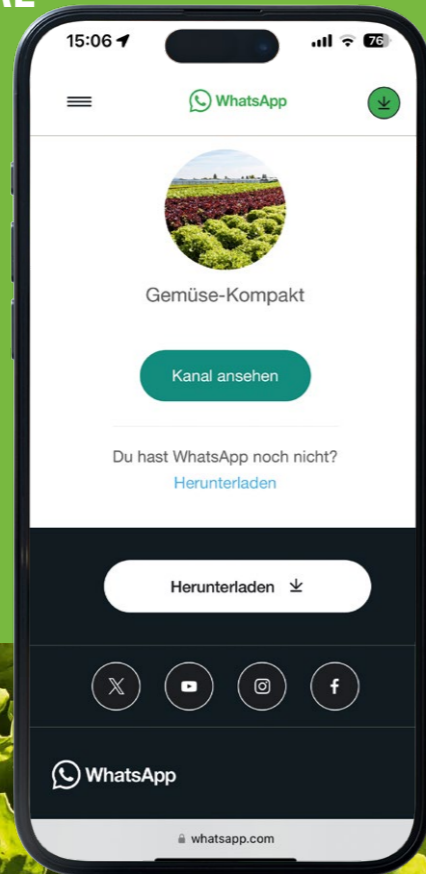 15:06
76
WhatsApp
Gemüse-Kompakt
Kanal ansehen
Du hast WhatsApp noch nicht?
Herunterladen
Herunterladen
WhatsApp
whatsapp.com